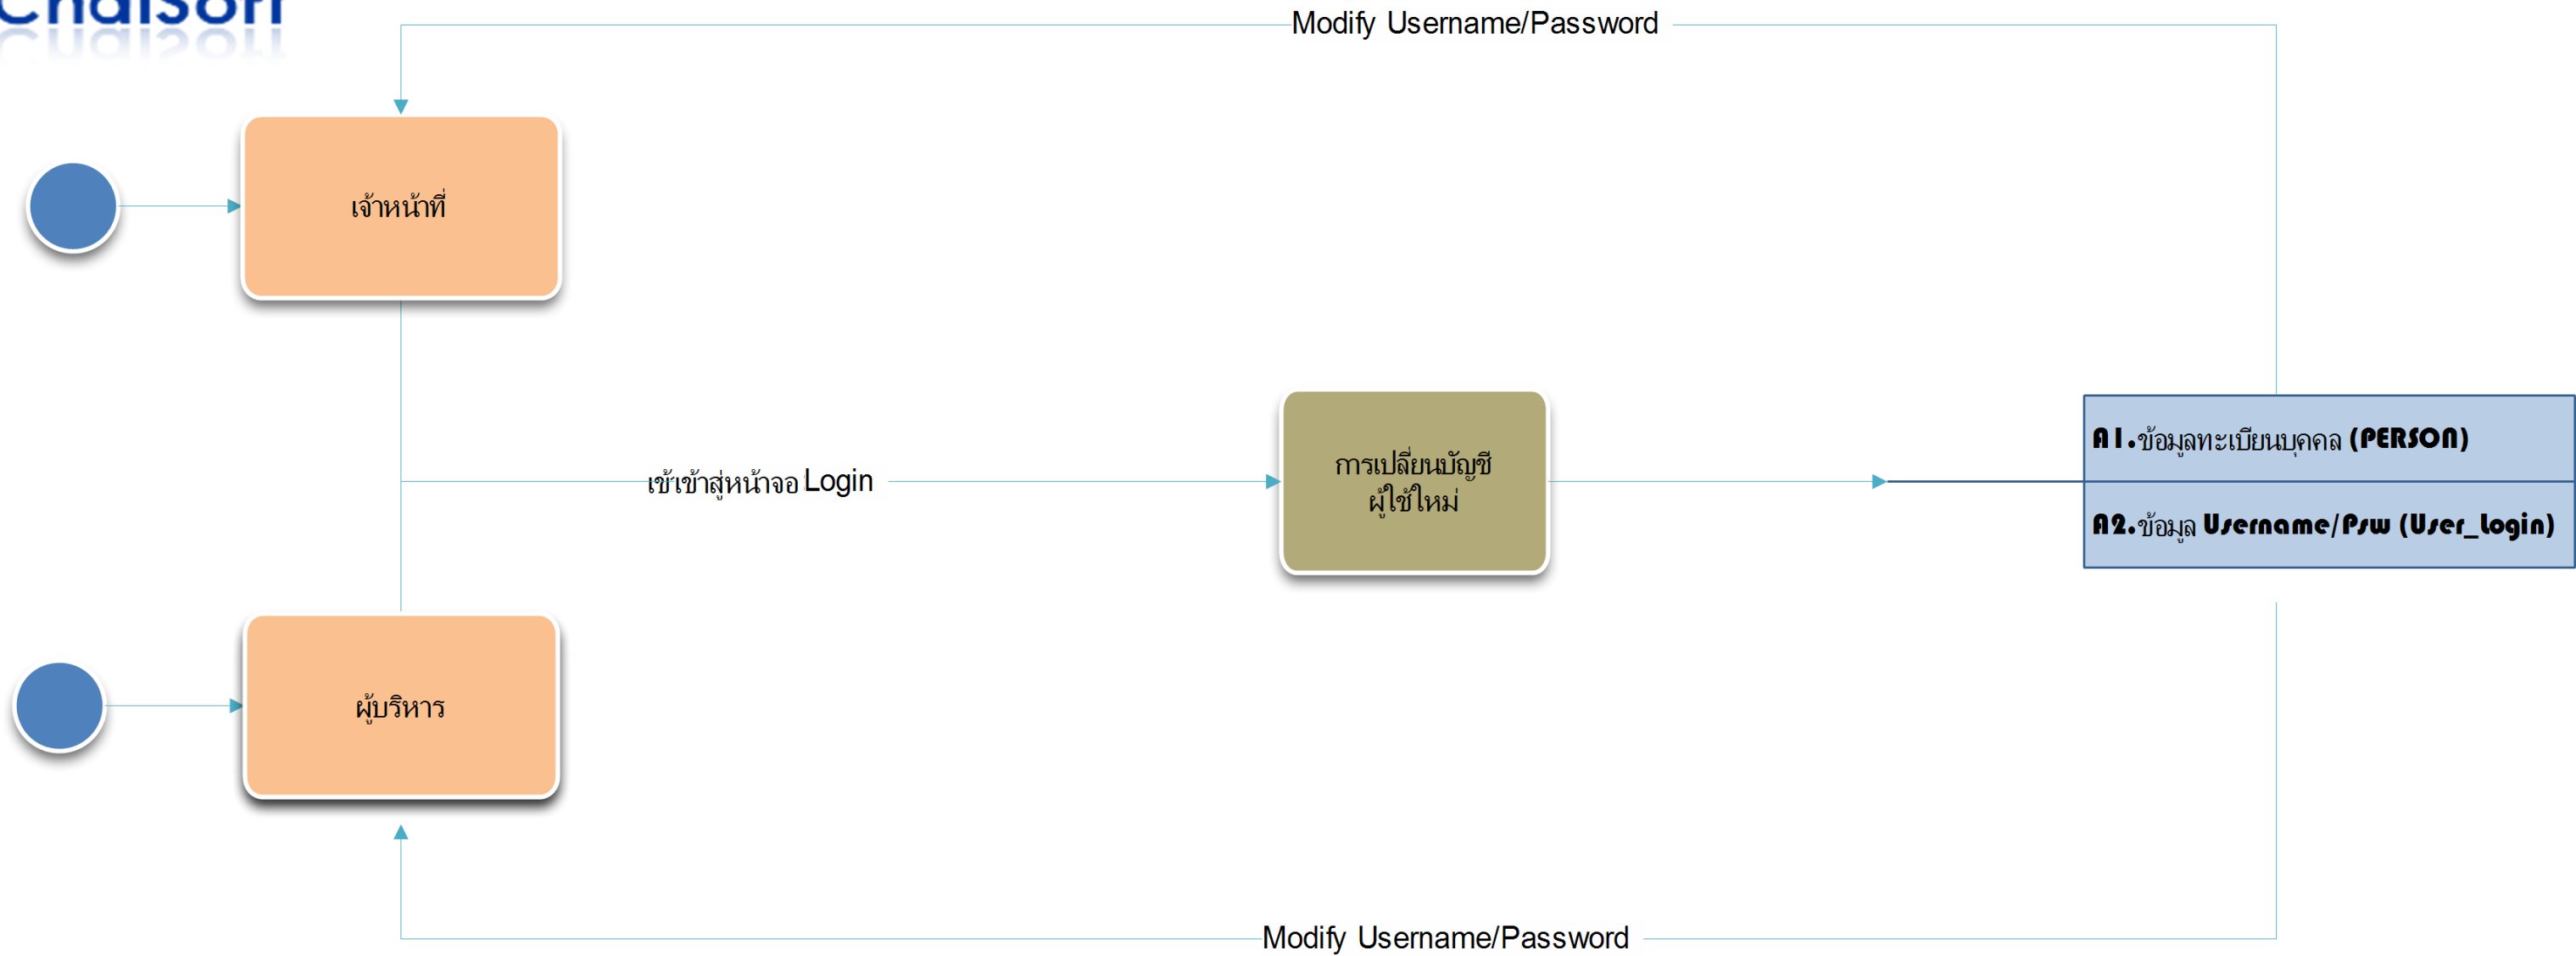 ChaiSoft
Modify Username/Password
เจ้าหน้าที่
เข้เข้าสู่หน้าจอ Login
การเปลี่ยนบัญชี
ผู้ใช้ใหม่
A1.ข้อมูลทะเบียนบุคคล (PERSON)
A2.ข้อมูล Username/Psw (User_Login)
ผู้บริหาร
Modify Username/Password